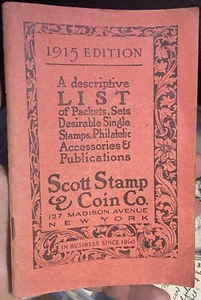 1915 EDITION
A descriptive
LIST
of Packets, Sets
Desirable Single
Stamps, Philatelic
Accessories &
Publications
Scott Stamp
& Coin Co.
127 MADISON AVENUE
NEW YORK
IN BUSINESS SINCE 1860